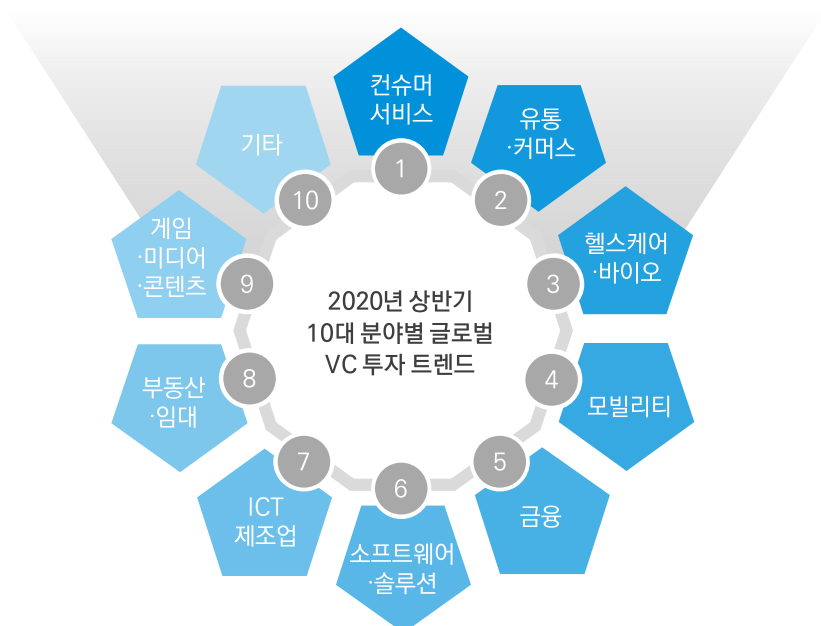 2020년 상반기
10대 분야별 글로벌
VC 투자 트렌드
1
컨슈머
서비스
2
유통
·커머스
3
헬스케어
·바이오
4
모빌리티
5
금융
6
소프트웨어
·솔루션
7
ICT
제조업
8
부동산
·임대
9
게임
·미디어
·콘텐츠
10
기타